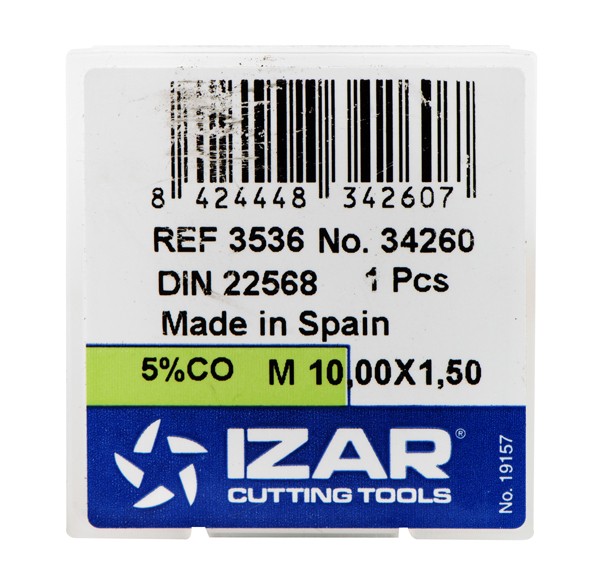 8 424448 342607
REF 3536 No. 34260
DIN 22568 1 Pcs
Made in Spain
5%CO M 10,00X1,50
IZAR®
CUTTING TOOLS
No. 19157